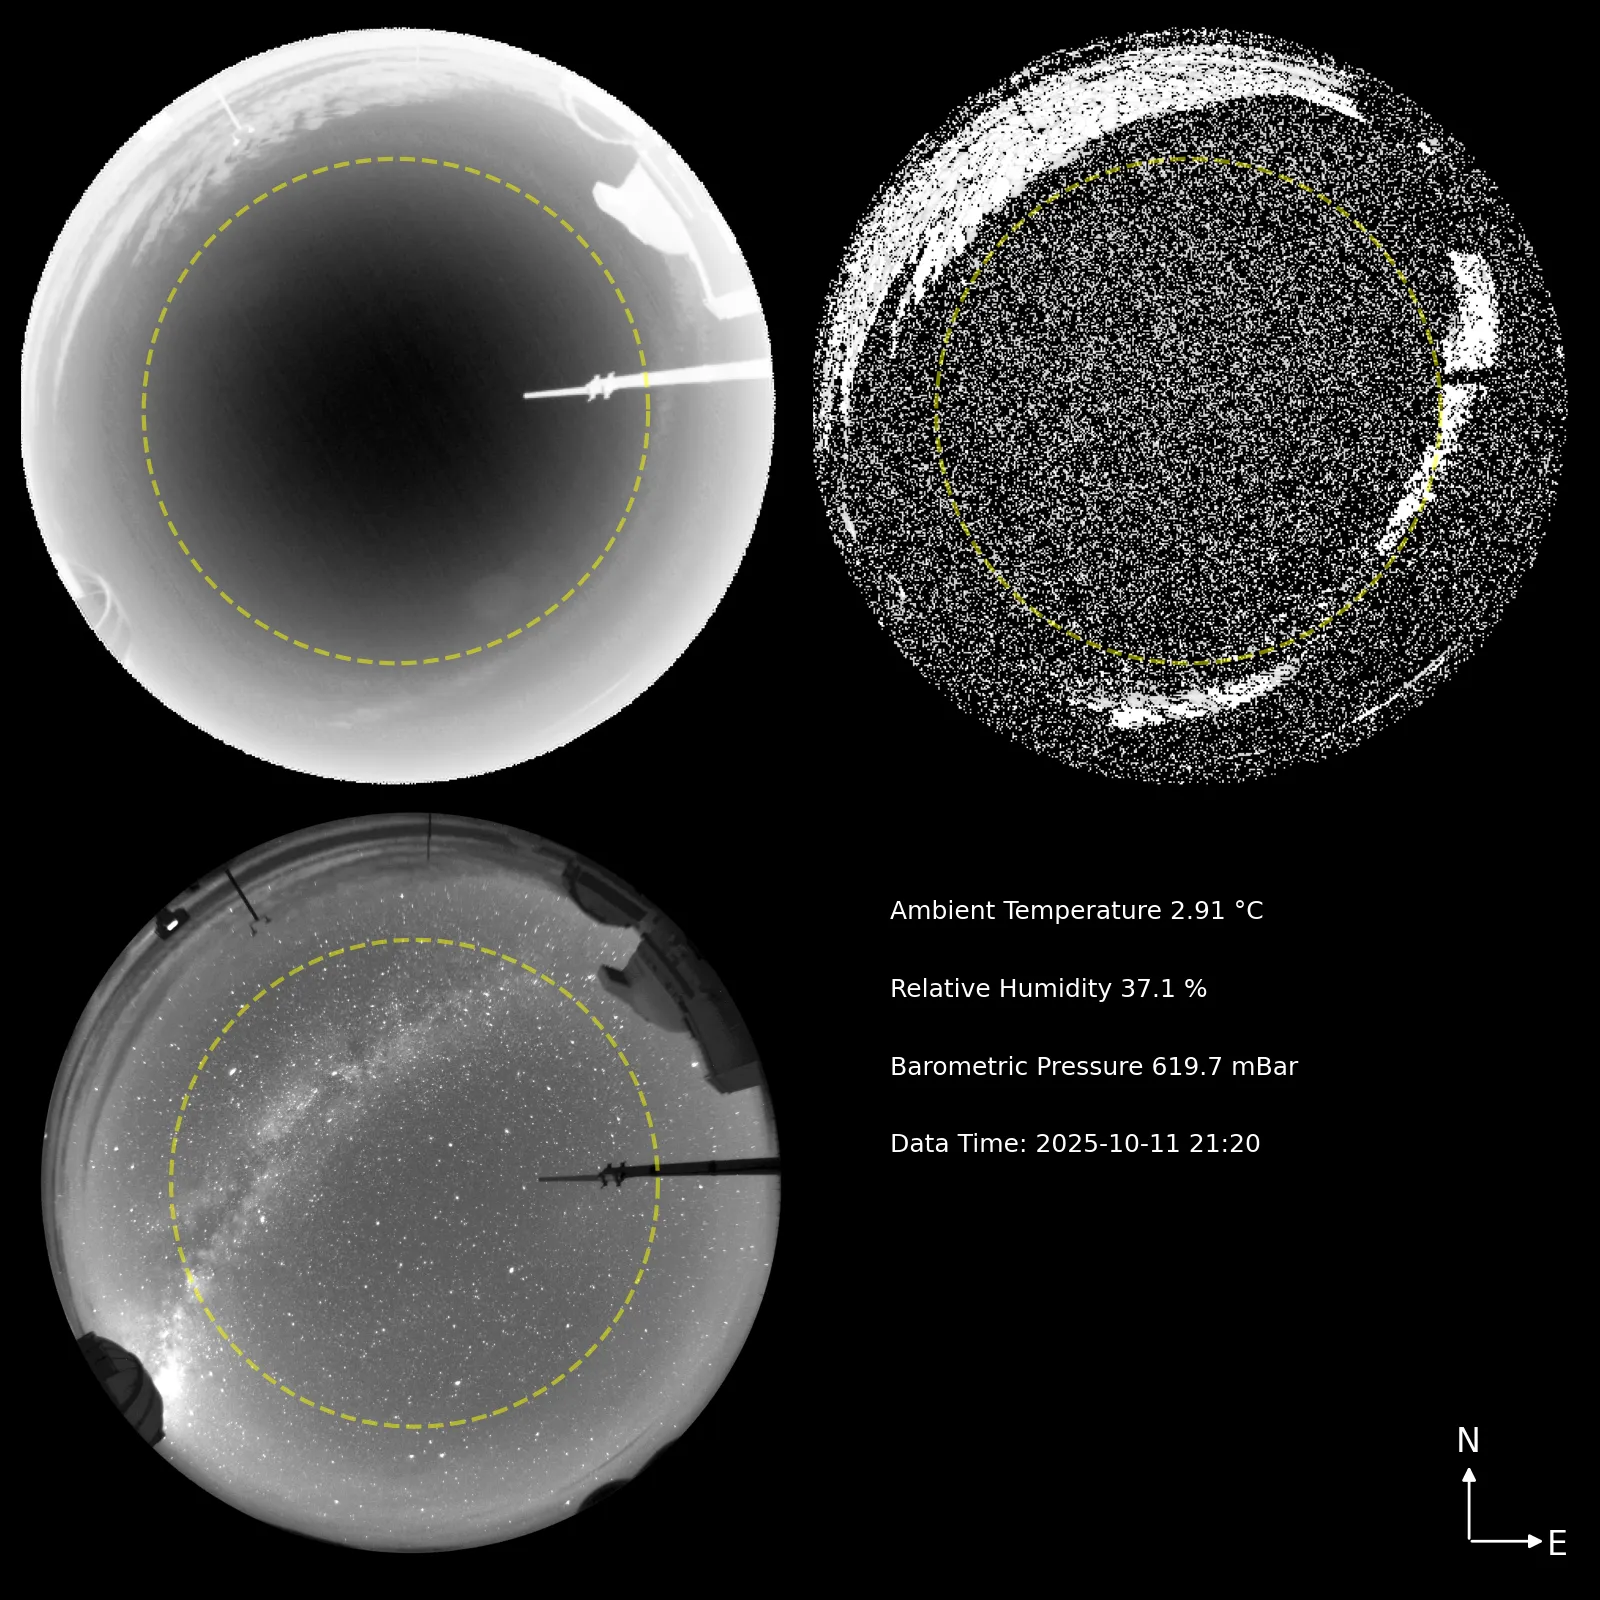 Ambient Temperature 2.91 °C
Relative Humidity 37.1 %
Barometric Pressure 619.7 mBar
Data Time: 2025-10-11 21:20
N
E